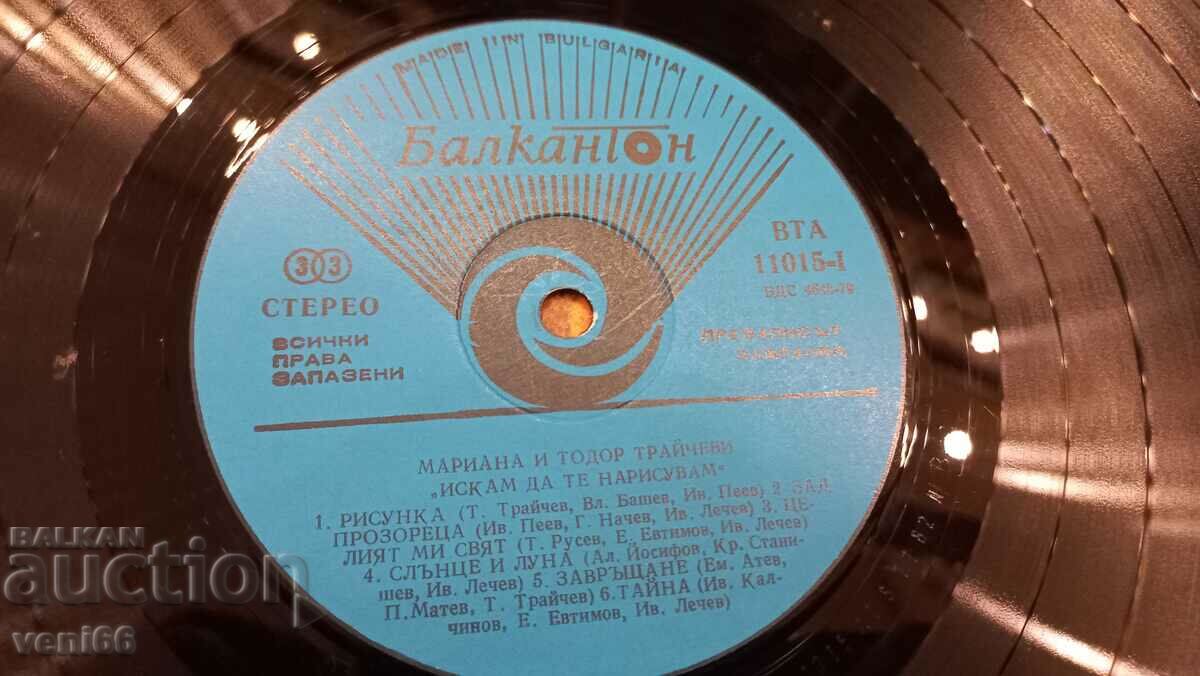 MADE IN BULGARIA
Балкантон
33
СТЕРЕО
ВСИЧКИ
ПРАВА
ЗАПАЗЕНИ
ВТА
11015-I
БДС
МАРИАНА И ТОДОР ТРАЙЧЕВИ
„ИСКАМ ДА ТЕ НАРИСУВАМ“
1. РИСУНКА (Т. Трайчев, Вл. Башев, Ив. Пеев) 2. ЗАД
ПРОЗОРЕЦА (Ив. Пеев, Г. Начев, Ив. Лечев) 3. ЦЕ-
ЛИЯТ МИ СВЯТ (Т. Русев, Е. Евтимов, Ив. Лечев)
4. СЛЪНЦЕ И ЛУНА (Ал. Йосифов, Кр. Стани-
шев, Ив. Лечев) 5. ЗАВРЪЩАНЕ (Ем. Атев,
П. Матев, Т. Трайчев) 6. ТАЙНА (Ив. Кал-
чинов, Е. Евтимов, Ив. Лечев)
BALKAN
auction
veni66